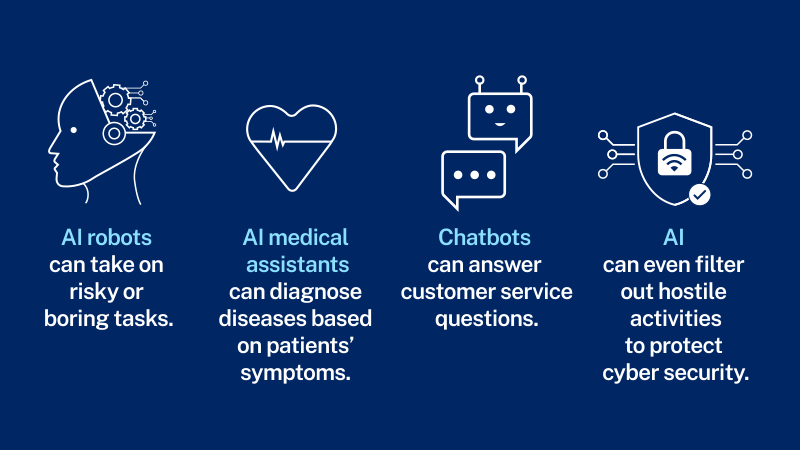 AI robots
can take on
risky or
boring tasks.
AI medical
assistants
can diagnose
diseases based
on patients’
symptoms.
Chatbots
can answer
customer service
questions.
AI
can even filter
out hostile
activities
to protect
cyber security.